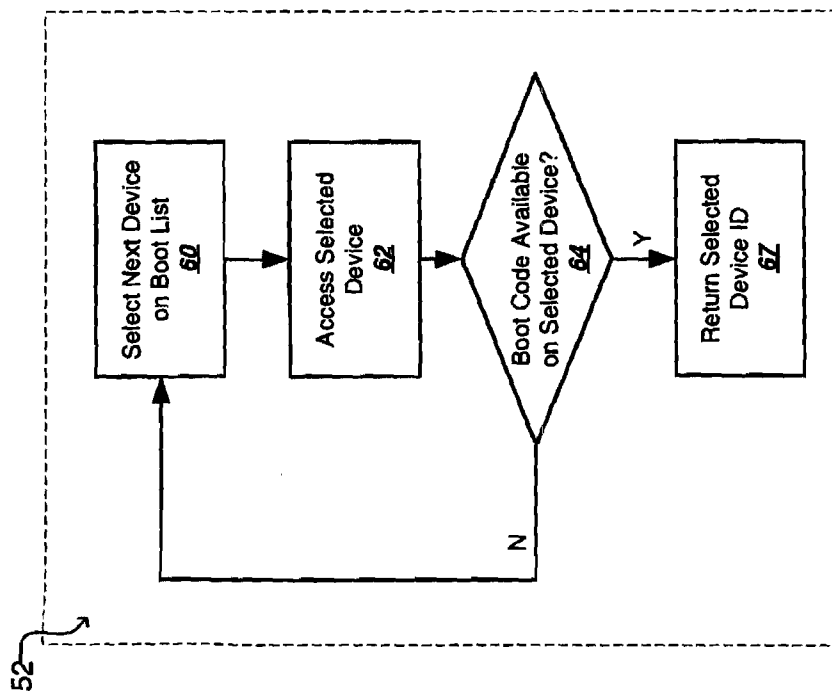 52
Select Next Device
on Boot List
60
Access Selected
Device
62
Boot Code Available
on Selected Device?
64
N
Y
Return Selected
Device ID
67